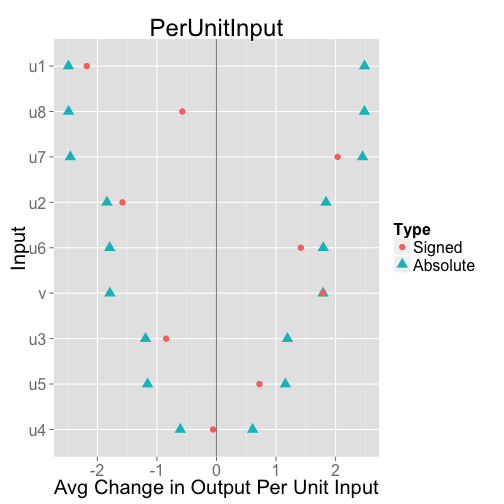 PerUnitInput
Input
u1
u8
u7
u2
u6
v
u3
u5
u4
-2 -1 0 1 2
Avg Change in Output Per Unit Input
Type
Signed
Absolute